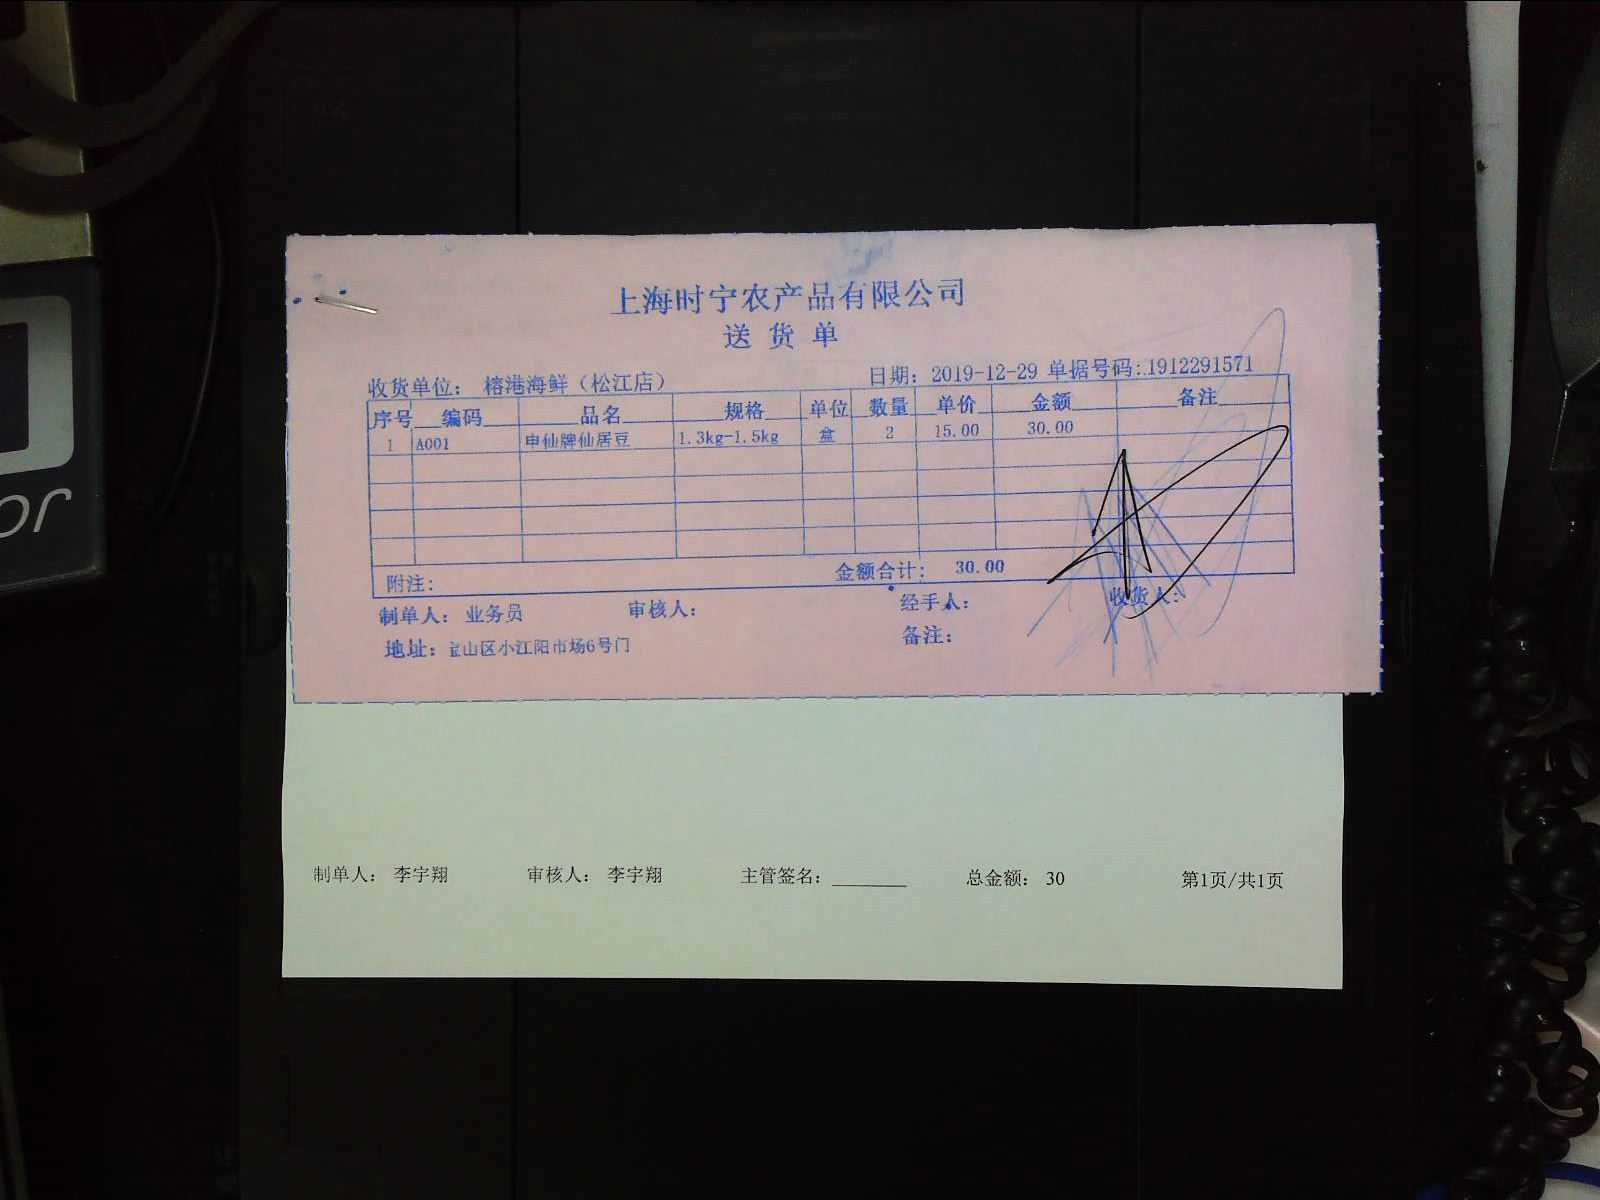 上海时宁农产品有限公司
送 货 单
收货单位： 榕港海鲜（松江店） 日期：2019-12-29 单据号码:1912291571
序号 编码 品名 规格 单位 数量 单价 金额 备注
1 A001 申仙牌仙居豆 1.3kg-1.5kg 盒 2 15.00 30.00
附注: 金额合计: 30.00
制单人: 业务员 审核人: 经手人: 收货人:
地址: 宝山区小江阳市场6号门 备注:
制单人: 李宇翔 审核人: 李宇翔 主管签名:________ 总金额: 30 第1页/共1页
or